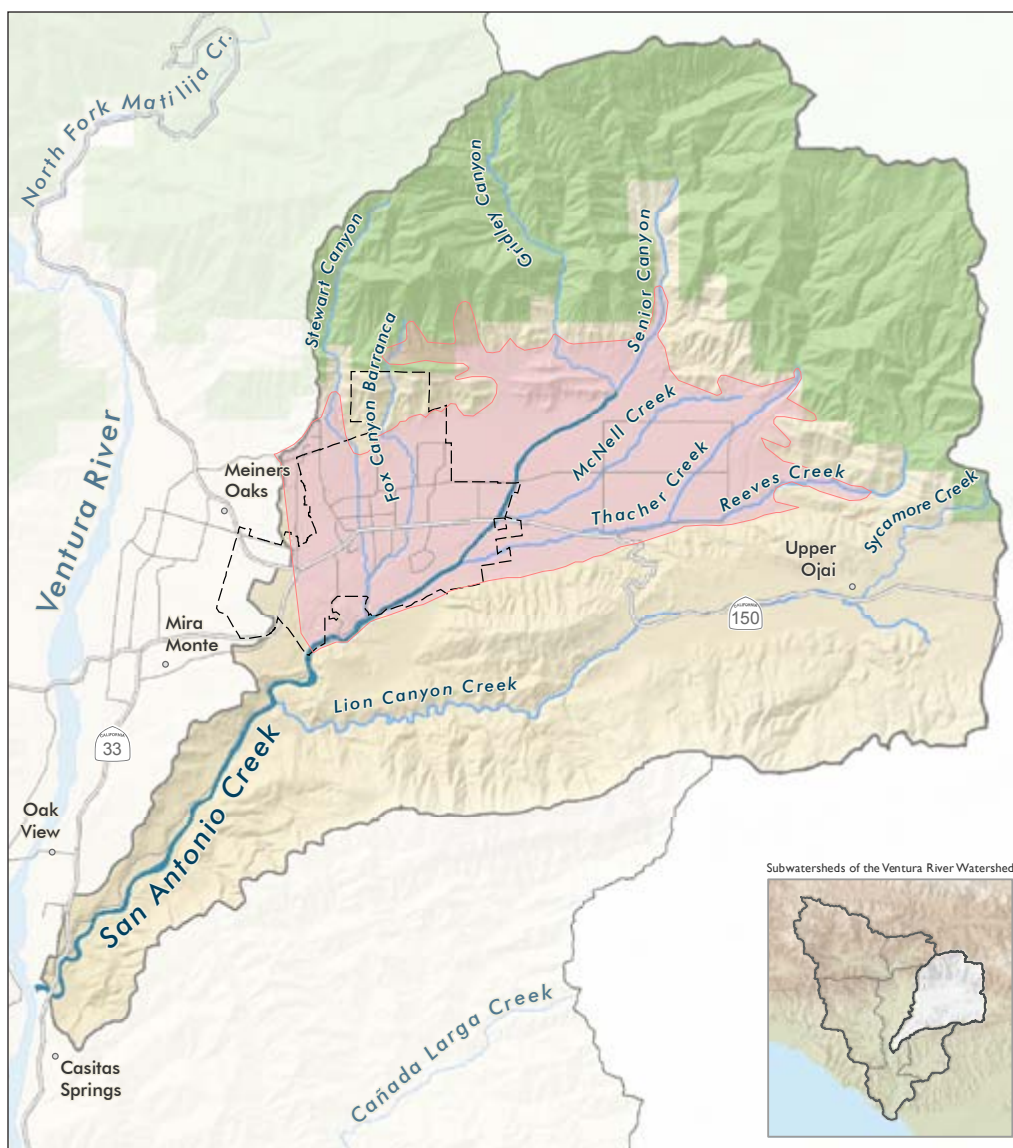 North Fork Matilija Cr.
Gridley Canyon
Stewart Canyon
Senior Canyon
Fox Canyon Barranca
Ventura River
McNell Creek
Meiners
Oaks
Thacher Creek
Reeves Creek
Sycamore Creek
Upper
Ojai
CALIFORNIA
150
Mira
Monte
Lion Canyon Creek
CALIFORNIA
33
San Antonio Creek
Oak
View
Subwatersheds of the Ventura River Watershed
Cañada Larga Creek
Casitas
Springs